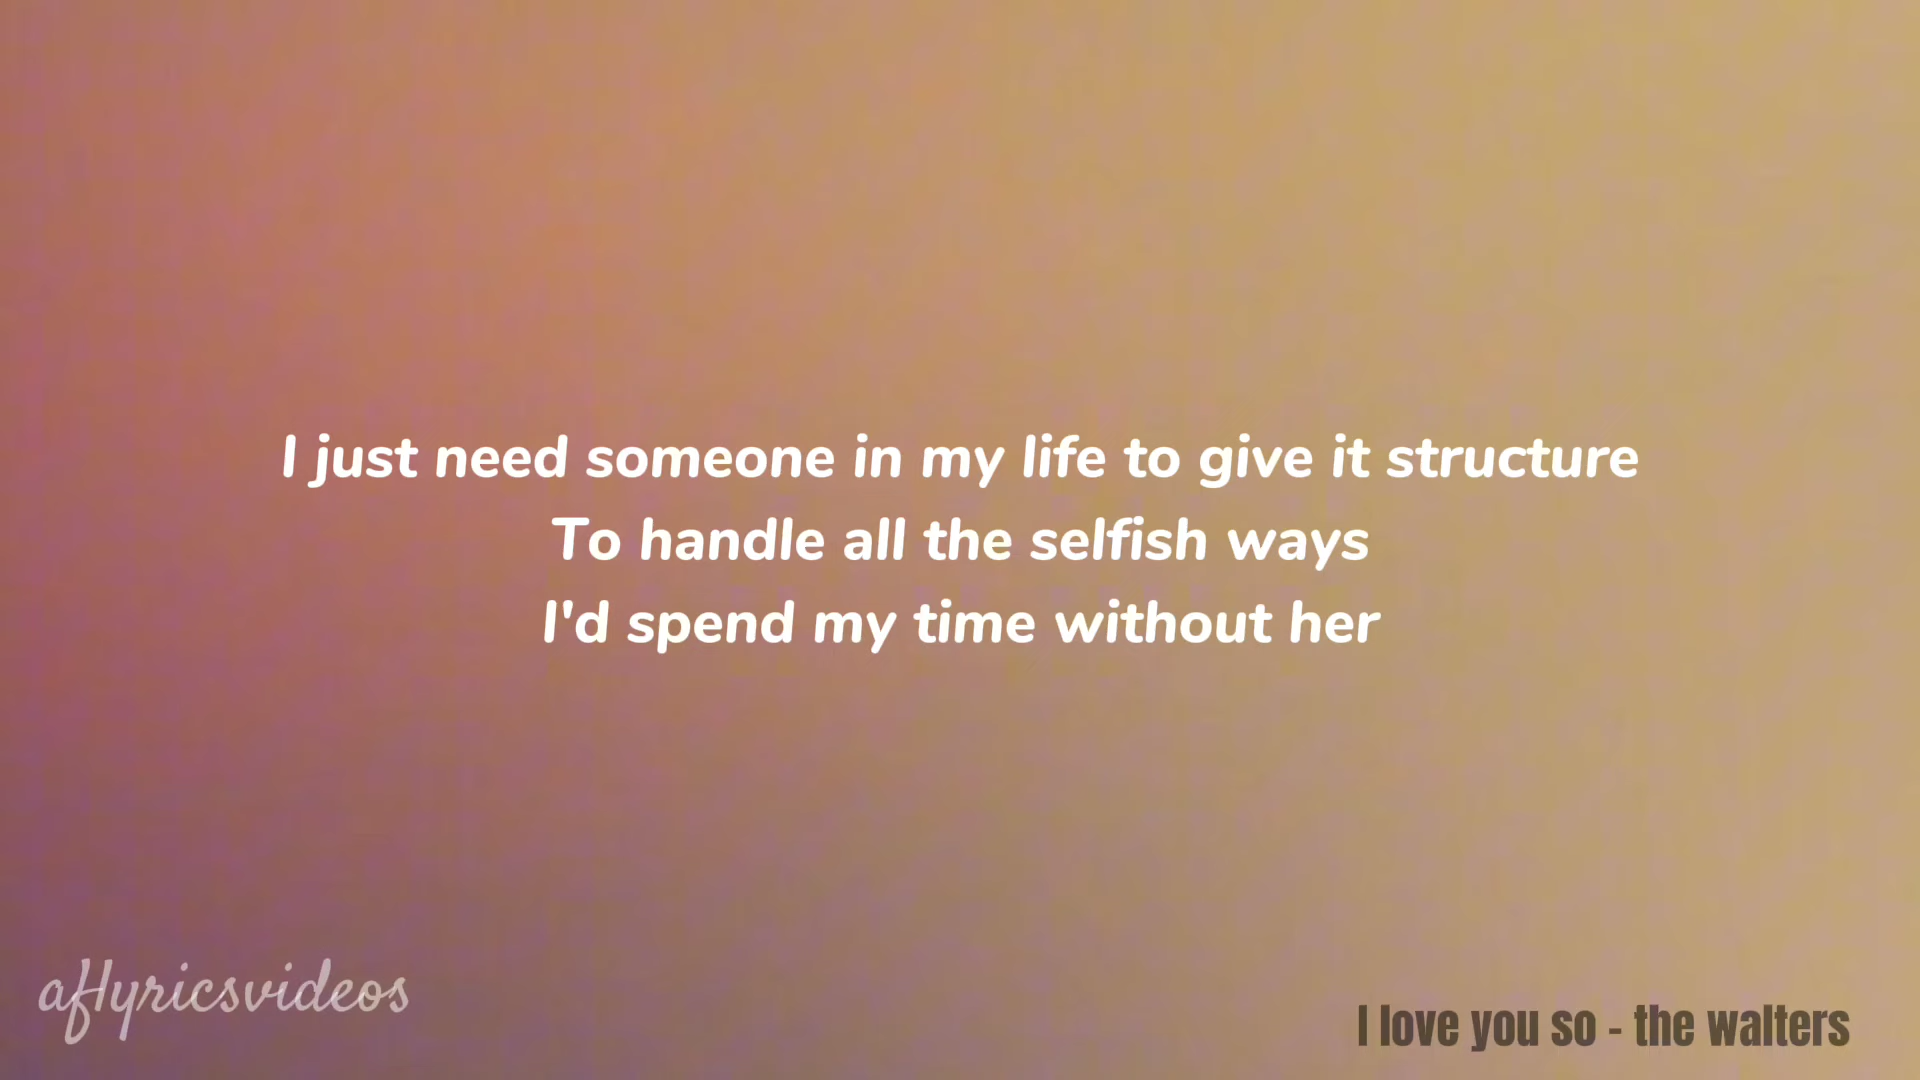 I just need someone in my life to give it structure
To handle all the selfish ways
I'd spend my time without her
aflyricsvideos
I love you so - the walters